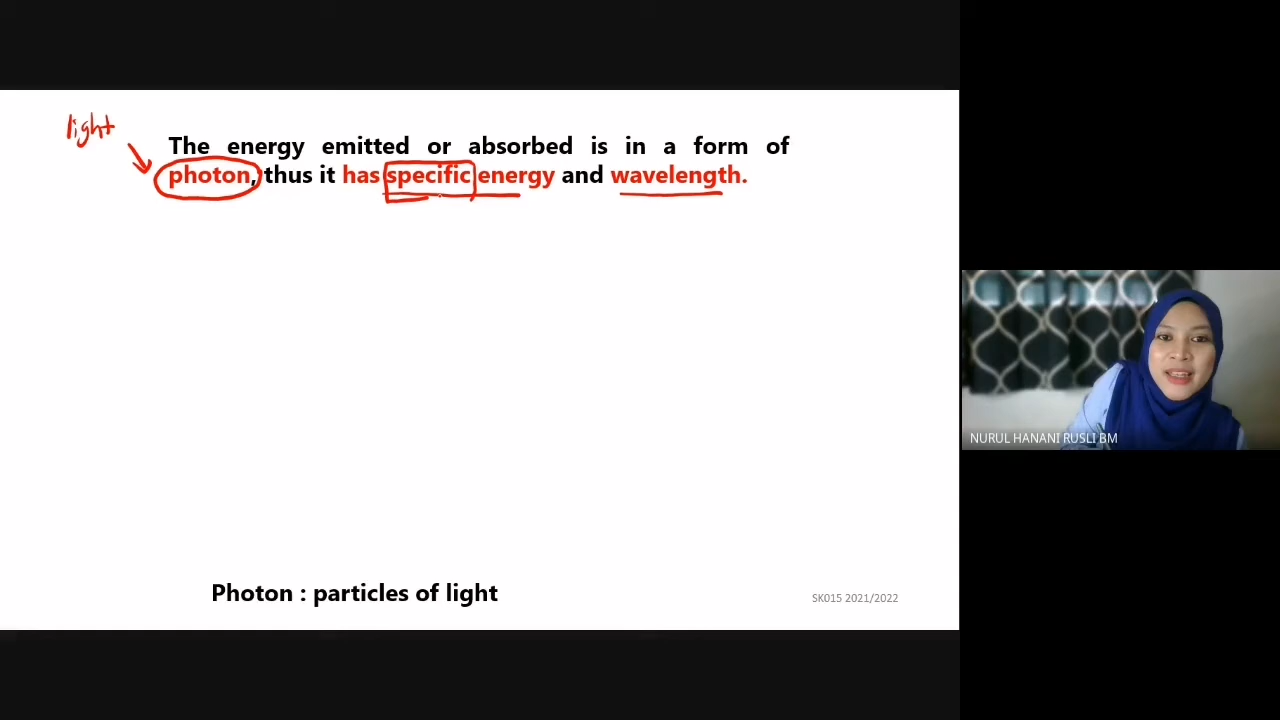 light
The energy emitted or absorbed is in a form of
photon, thus it has specific energy and wavelength.
NURUL HANANI RUSLI BM
Photon : particles of light
SK015 2021/2022